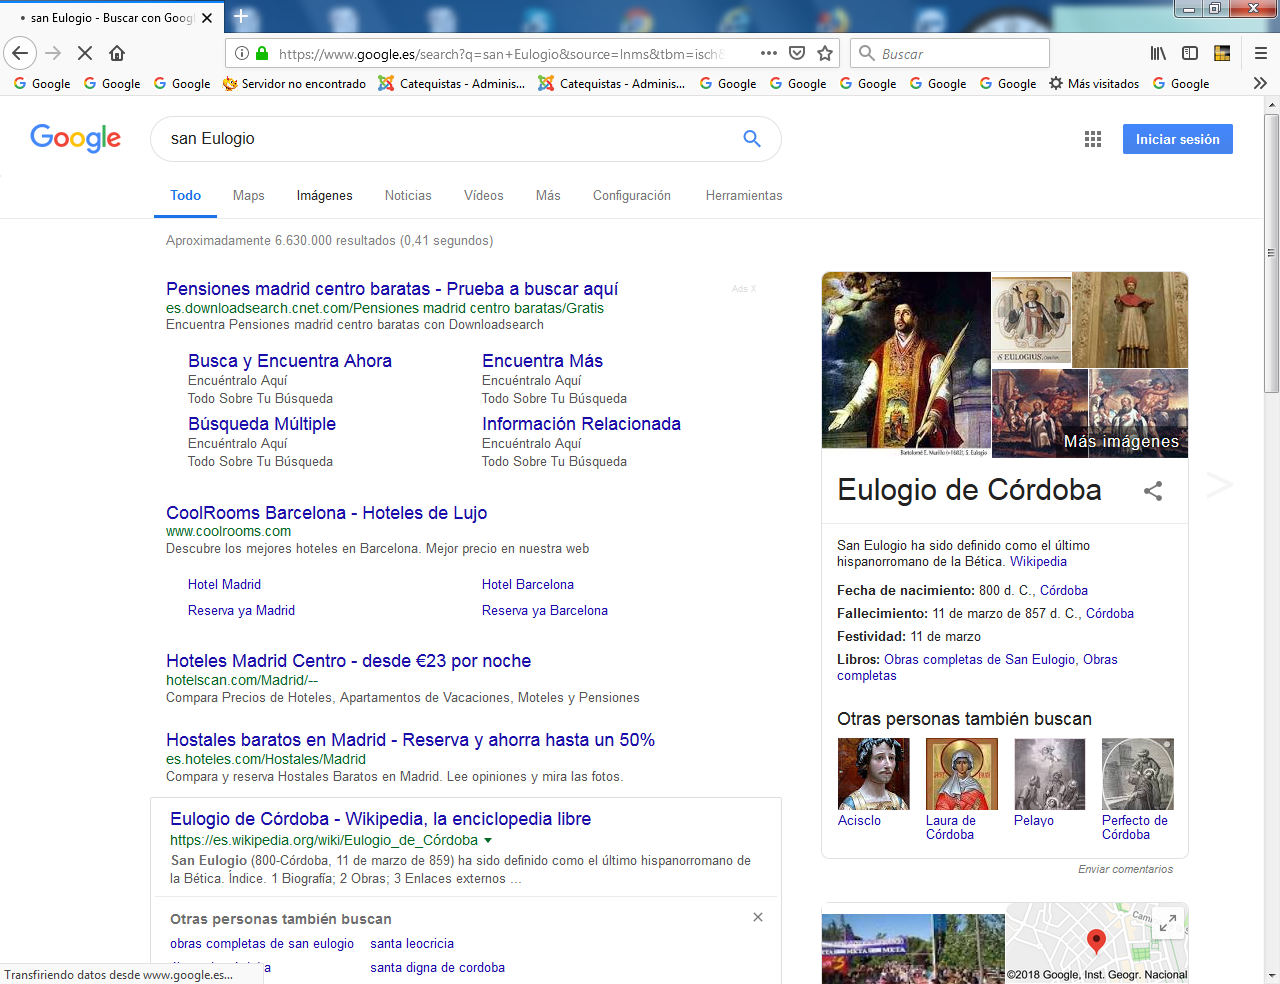 san Eulogio - Buscar con Googl
https://www.google.es/search?q=san+Eulogio&source=lnms&tbm=isch&
Buscar
Google
Google
Google
Servidor no encontrado
Catequistas - Adminis...
Catequistas - Adminis...
Google
Google
Google
Google
Google
Más visitados
Google
Google
san Eulogio
Iniciar sesión
Todo
Maps
Imágenes
Noticias
Vídeos
Más
Configuración
Herramientas
Aproximadamente 6.630.000 resultados (0,41 segundos)
Pensiones madrid centro baratas - Prueba a buscar aquí
Ads X
es.downloadsearch.cnet.com/Pensiones madrid centro baratas/Gratis
Encuentra Pensiones madrid centro baratas con Downloadsearch
Busca y Encuentra Ahora
Encuéntralo Aquí
Todo Sobre Tu Búsqueda
Encuentra Más
Encuéntralo Aquí
Todo Sobre Tu Búsqueda
Búsqueda Múltiple
Encuéntralo Aquí
Todo Sobre Tu Búsqueda
Información Relacionada
Encuéntralo Aquí
Todo Sobre Tu Búsqueda
CoolRooms Barcelona - Hoteles de Lujo
www.coolrooms.com
Descubre los mejores hoteles en Barcelona. Mejor precio en nuestra web
Hotel Madrid
Hotel Barcelona
Reserva ya Madrid
Reserva ya Barcelona
Hoteles Madrid Centro - desde €23 por noche
hotelscan.com/Madrid/--
Compara Precios de Hoteles, Apartamentos de Vacaciones, Moteles y Pensiones
Hostales baratos en Madrid - Reserva y ahorra hasta un 50%
es.hoteles.com/Hostales/Madrid
Compara y reserva Hostales Baratos en Madrid. Lee opiniones y mira las fotos.
Eulogio de Córdoba - Wikipedia, la enciclopedia libre
https://es.wikipedia.org/wiki/Eulogio_de_Córdoba
San Eulogio (800-Córdoba, 11 de marzo de 859) ha sido definido como el último hispanorromano de
la Bética. Índice. 1 Biografía; 2 Obras; 3 Enlaces externos ...
Otras personas también buscan
obras completas de san eulogio
santa leocricia
santa digna de cordoba
Transfiriendo datos desde www.google.es...
S EULOGIUS,
Bartolomé E. Murillo (+1682), S. Eulogio
Más imágenes
Eulogio de Córdoba
San Eulogio ha sido definido como el último
hispanorromano de la Bética. Wikipedia
Fecha de nacimiento: 800 d. C., Córdoba
Fallecimiento: 11 de marzo de 857 d. C., Córdoba
Festividad: 11 de marzo
Libros: Obras completas de San Eulogio, Obras
completas
Otras personas también buscan
Acisclo
Laura de
Córdoba
Pelayo
Perfecto de
Córdoba
Enviar comentarios
META
META
©2018 Google, Inst. Geogr. Nacional